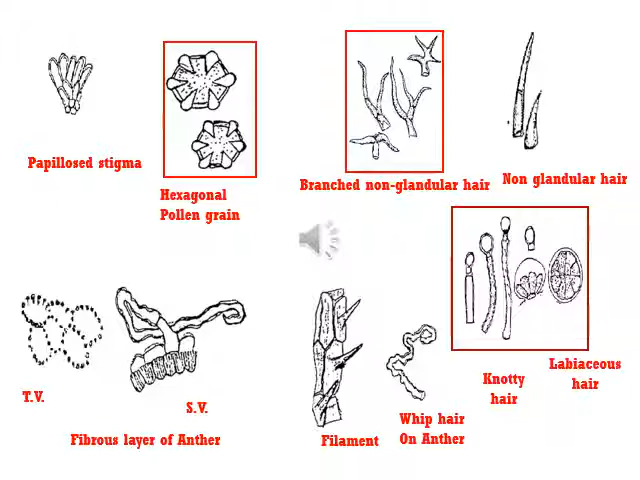 Papillosed stigma
Hexagonal
Pollen grain
Branched non-glandular hair
Non glandular hair
T.V.
S.V.
Fibrous layer of Anther
Filament
Whip hair
On Anther
Knotty
hair
Labiaceous
hair